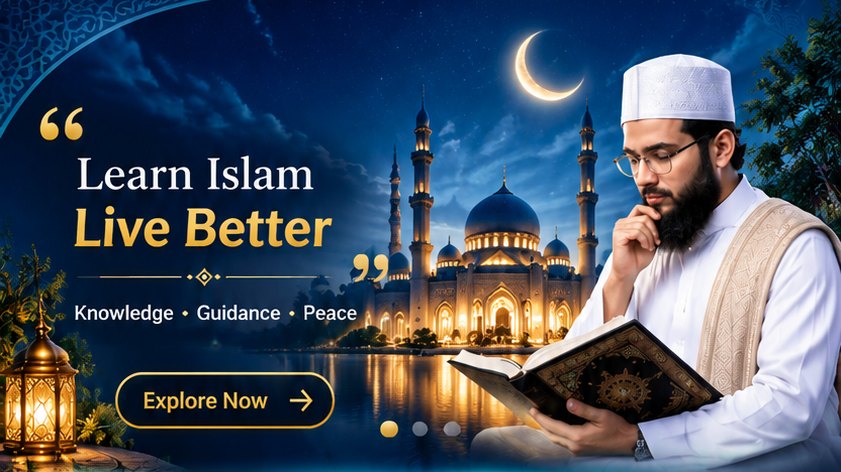 “
Learn Islam
Live Better
”
Knowledge • Guidance • Peace
Explore Now →